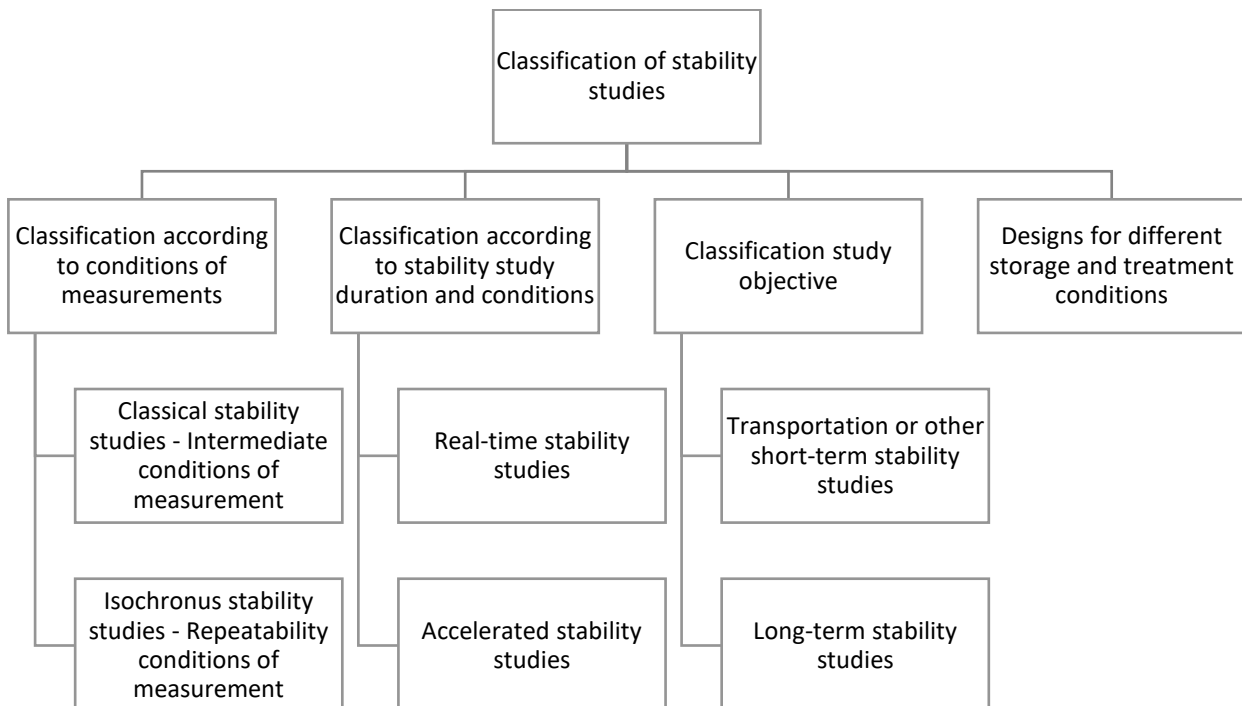 Classification of stability
studies
Classification according
to conditions of
measurements
Classification according
to stability study
duration and conditions
Classification study
objective
Designs for different
storage and treatment
conditions
Classical stability
studies - Intermediate
conditions of
measurement
Real-time stability
studies
Transportation or other
short-term stability
studies
Isochronus stability
studies - Repeatability
conditions of
measurement
Accelerated stability
studies
Long-term stability
studies